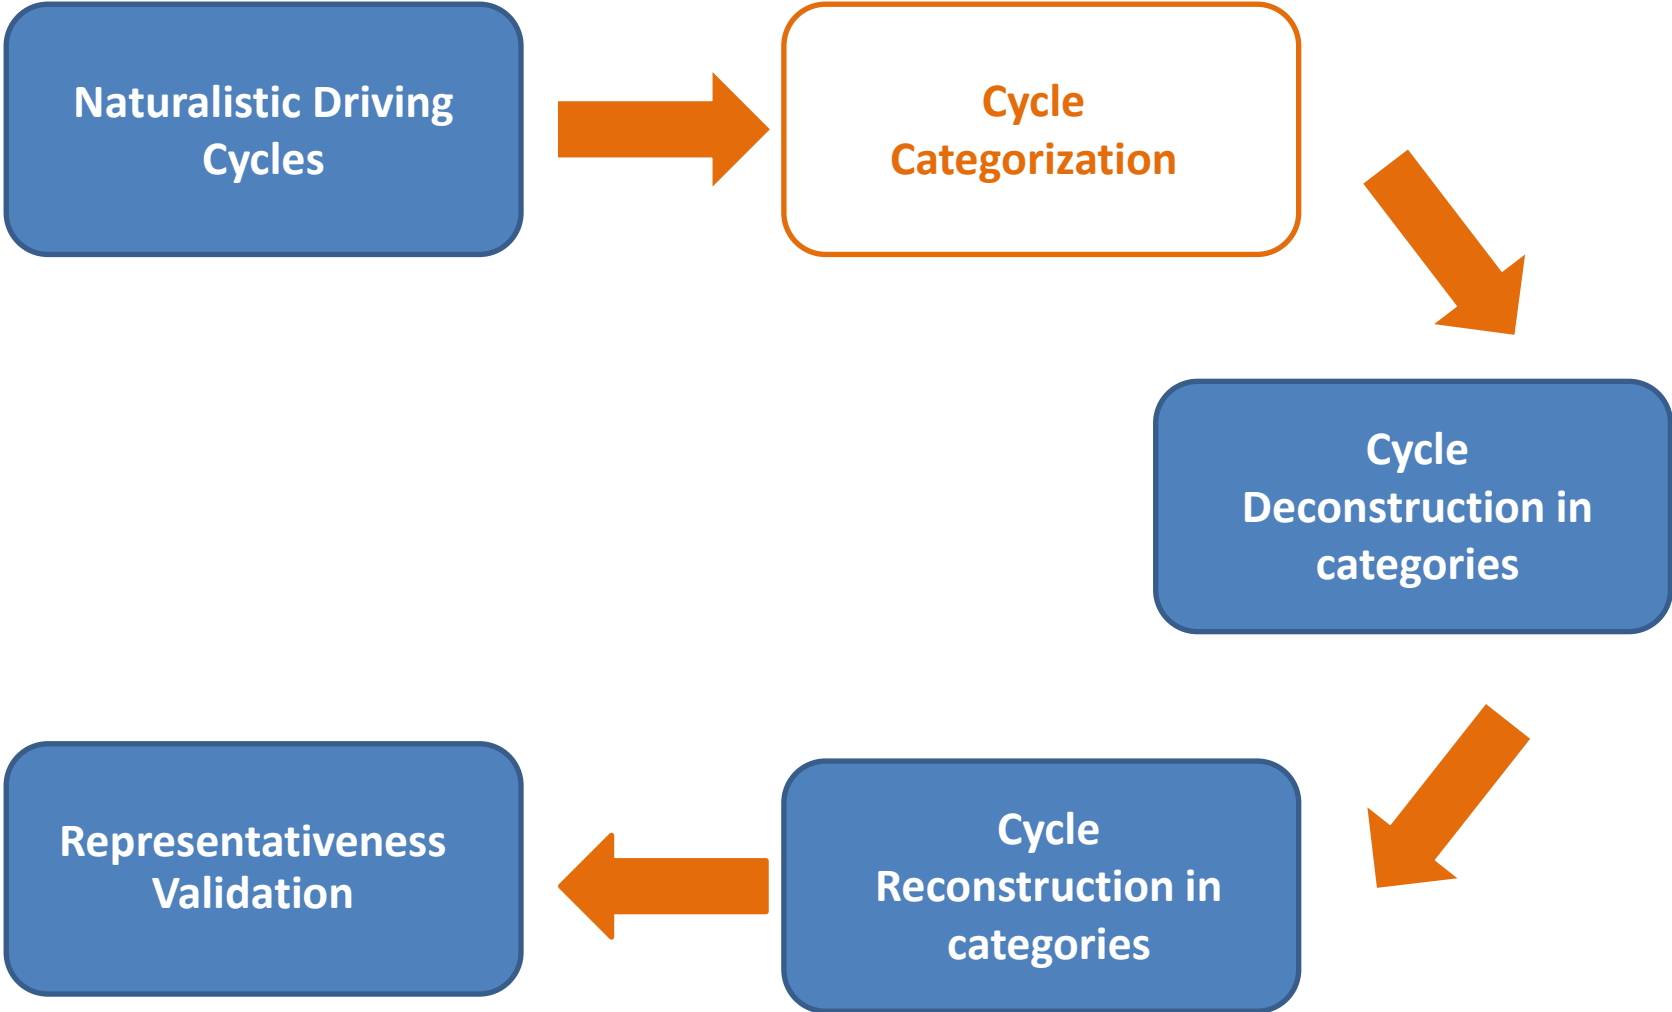 Naturalistic Driving
Cycles
Cycle
Categorization
Cycle
Deconstruction in
categories
Cycle
Reconstruction in
categories
Representativeness
Validation